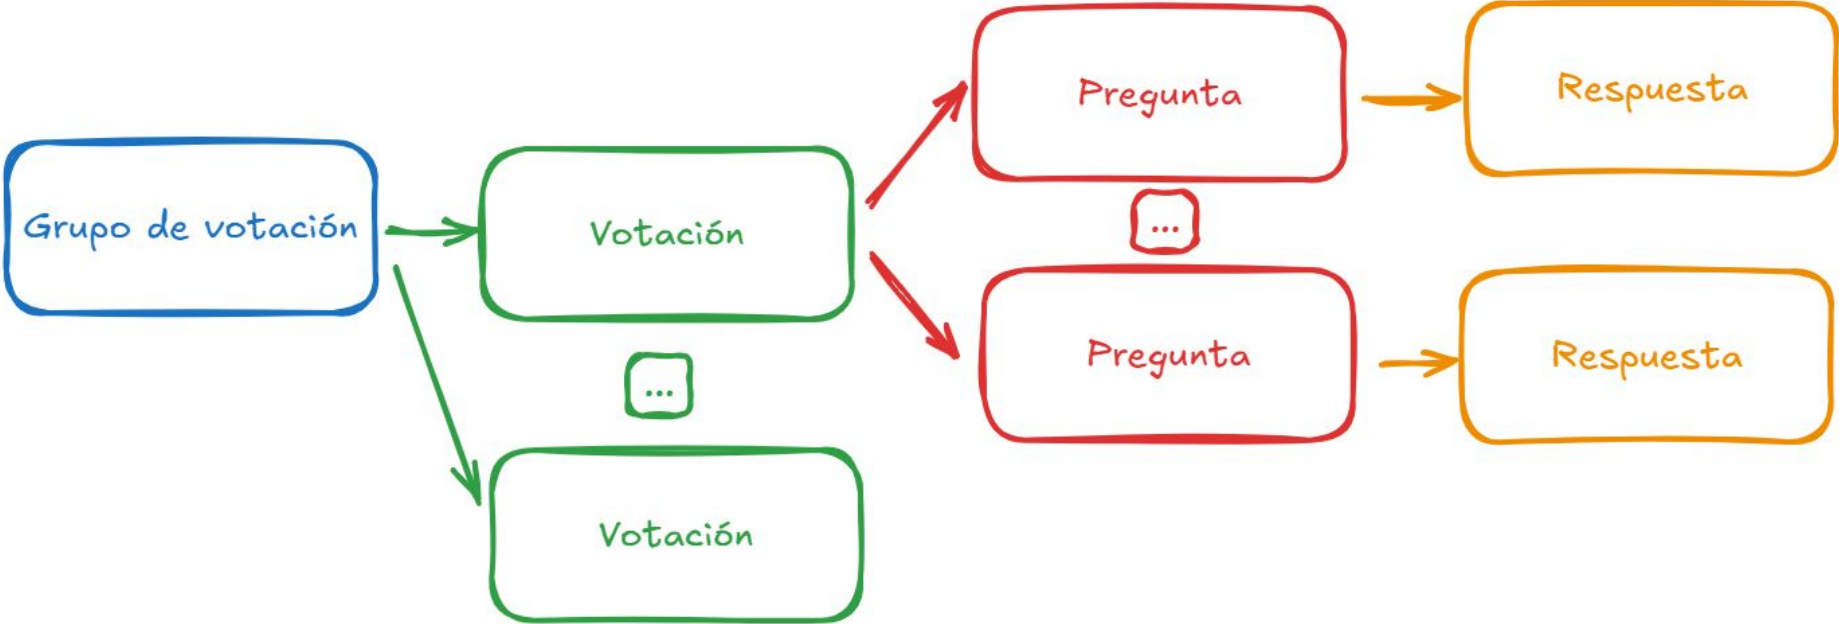 Grupo de votación
Votación
...
Votación
Pregunta
...
Pregunta
Respuesta
Respuesta